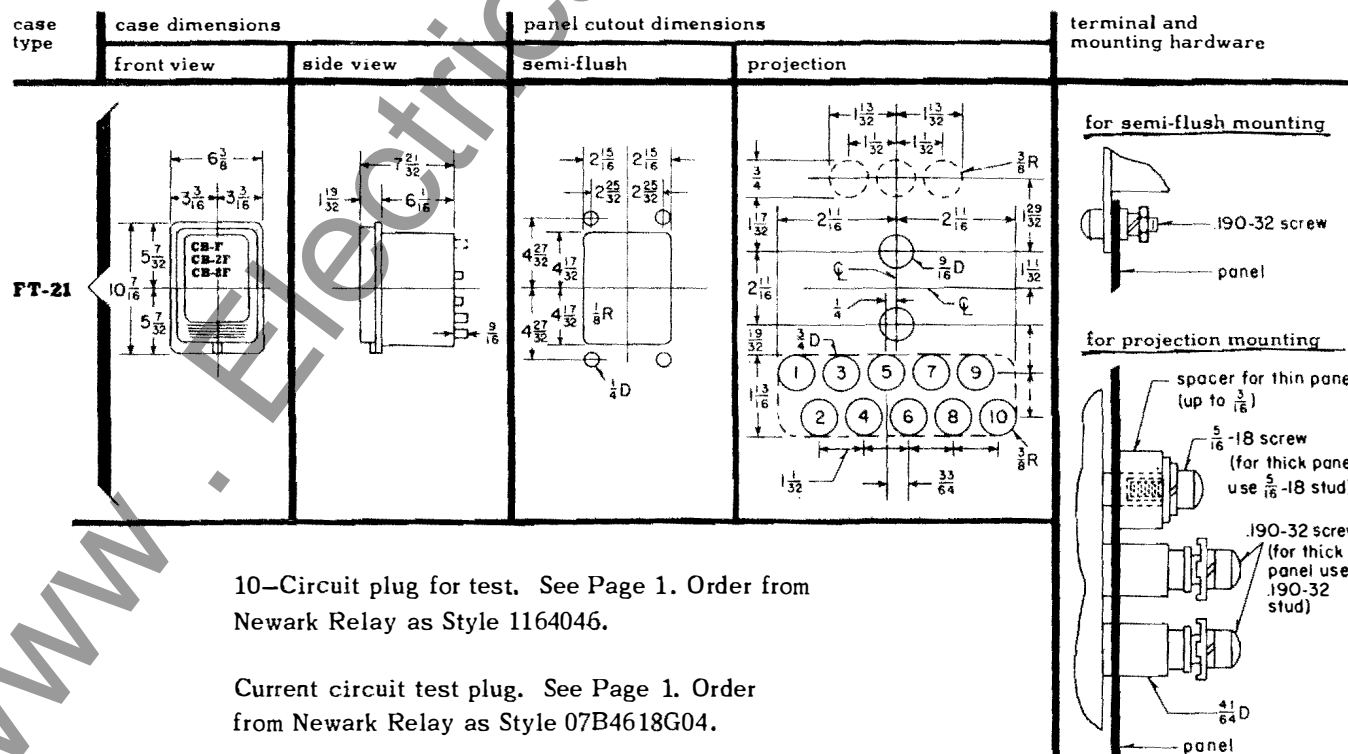 case type
case dimensions
panel cutout dimensions
terminal and mounting hardware
front view
side view
semi-flush
projection
FT-21
6 3/8
3 3/16
3 3/16
5 7/32
10 7/16
5 7/32
CB-F
CB-2F
CB-8F
7 21/32
1 19/32
6 1/16
9/16
2 15/16
2 15/16
2 25/32
2 25/32
4 27/32
4 17/32
4 17/32
4 27/32
1/8 R
1/4 D
1 13/32
1 13/32
1 1/32
1 1/32
3/8 R
3/4
1 17/32
2 11/16
2 11/16
1 29/32
9/16 D
1 11/32
2 11/16
℄
℄
1/4
19/32
3/4 D
1
3
5
7
9
1 13/16
2
4
6
8
10
3/8 R
1 1/32
33/64
for semi-flush mounting
.190-32 screw
panel
for projection mounting
spacer for thin pane
(up to 3/16)
5/16-18 screw
(for thick pane
use 5/16-18 stud)
.190-32 screw
(for thick
panel use
.190-32
stud)
41/64 D
panel
10—Circuit plug for test. See Page 1. Order from
Newark Relay as Style 1164046.
Current circuit test plug. See Page 1. Order
from Newark Relay as Style 07B4618G04.
www . Electrica